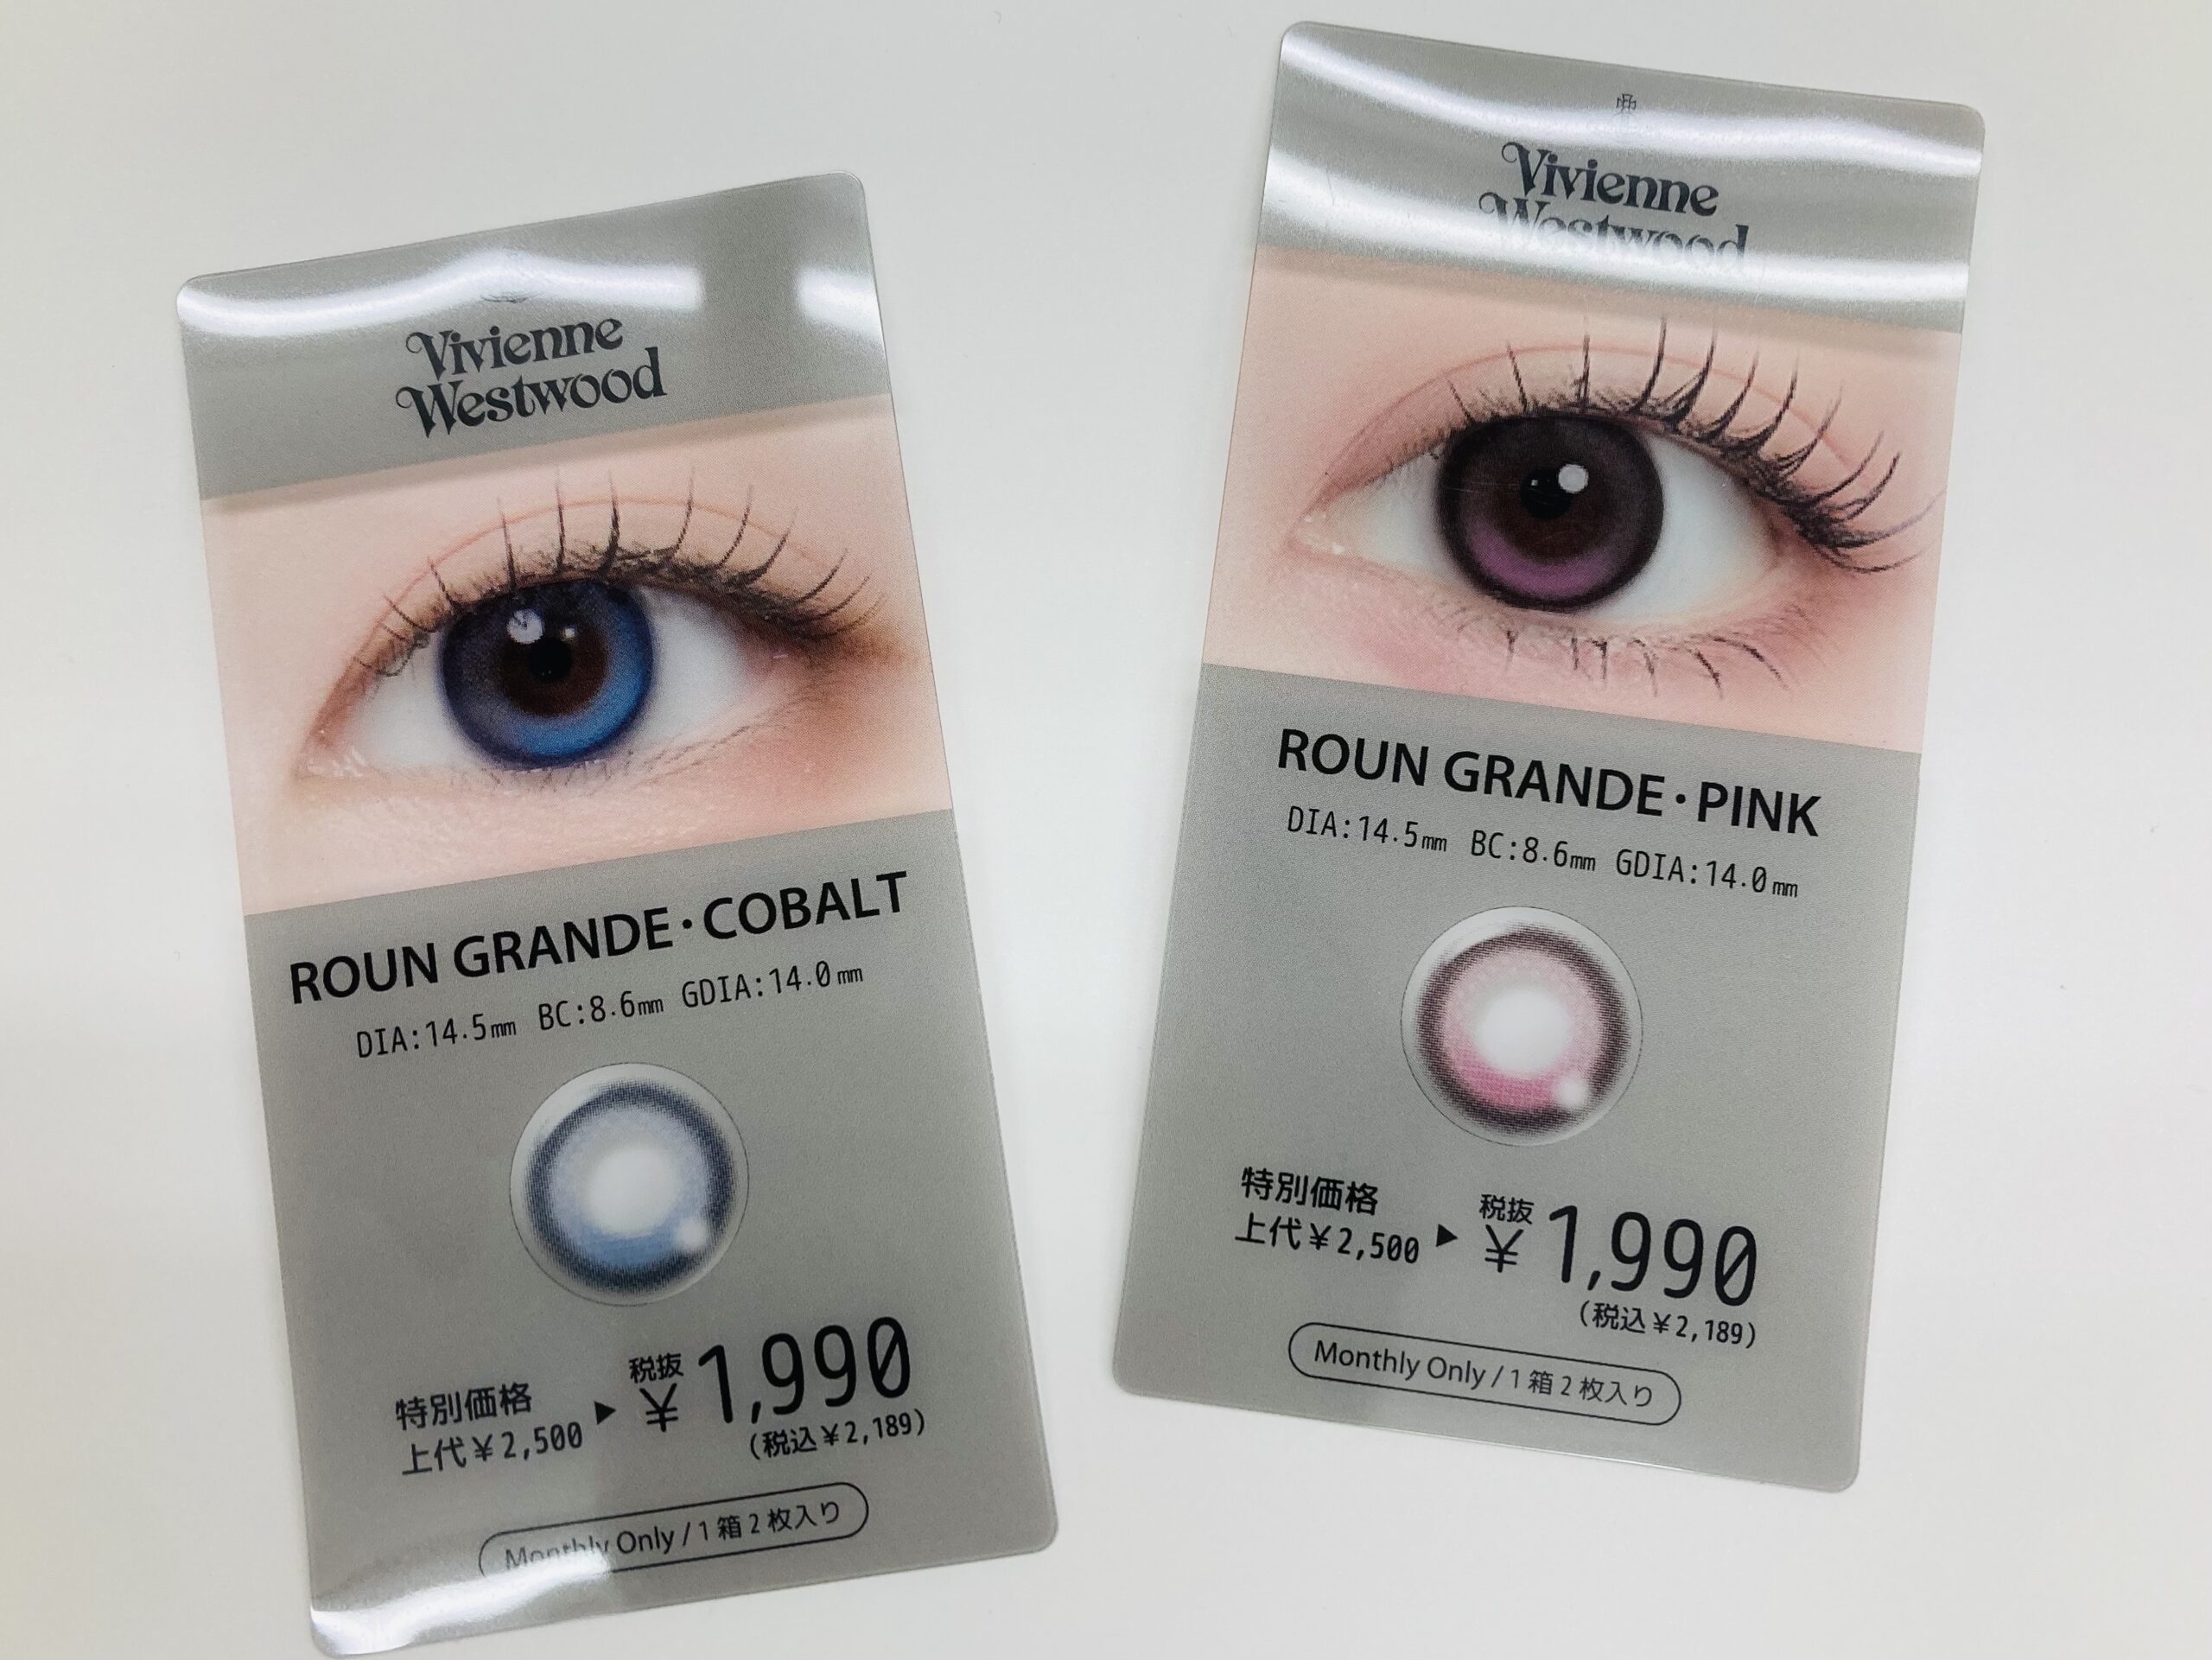 Vivienne
Westwood
ROUN GRANDE・COBALT
DIA:14.5mm BC:8.6mm GDIA:14.0mm
特別価格
上代¥2,500 ▶ 税抜 ¥1,990
(税込¥2,189)
Monthly Only / 1箱2枚入り
Vivienne
Westwood
ROUN GRANDE・PINK
DIA:14.5mm BC:8.6mm GDIA:14.0mm
特別価格
上代¥2,500 ▶ 税抜 ¥1,990
(税込¥2,189)
Monthly Only / 1箱2枚入り